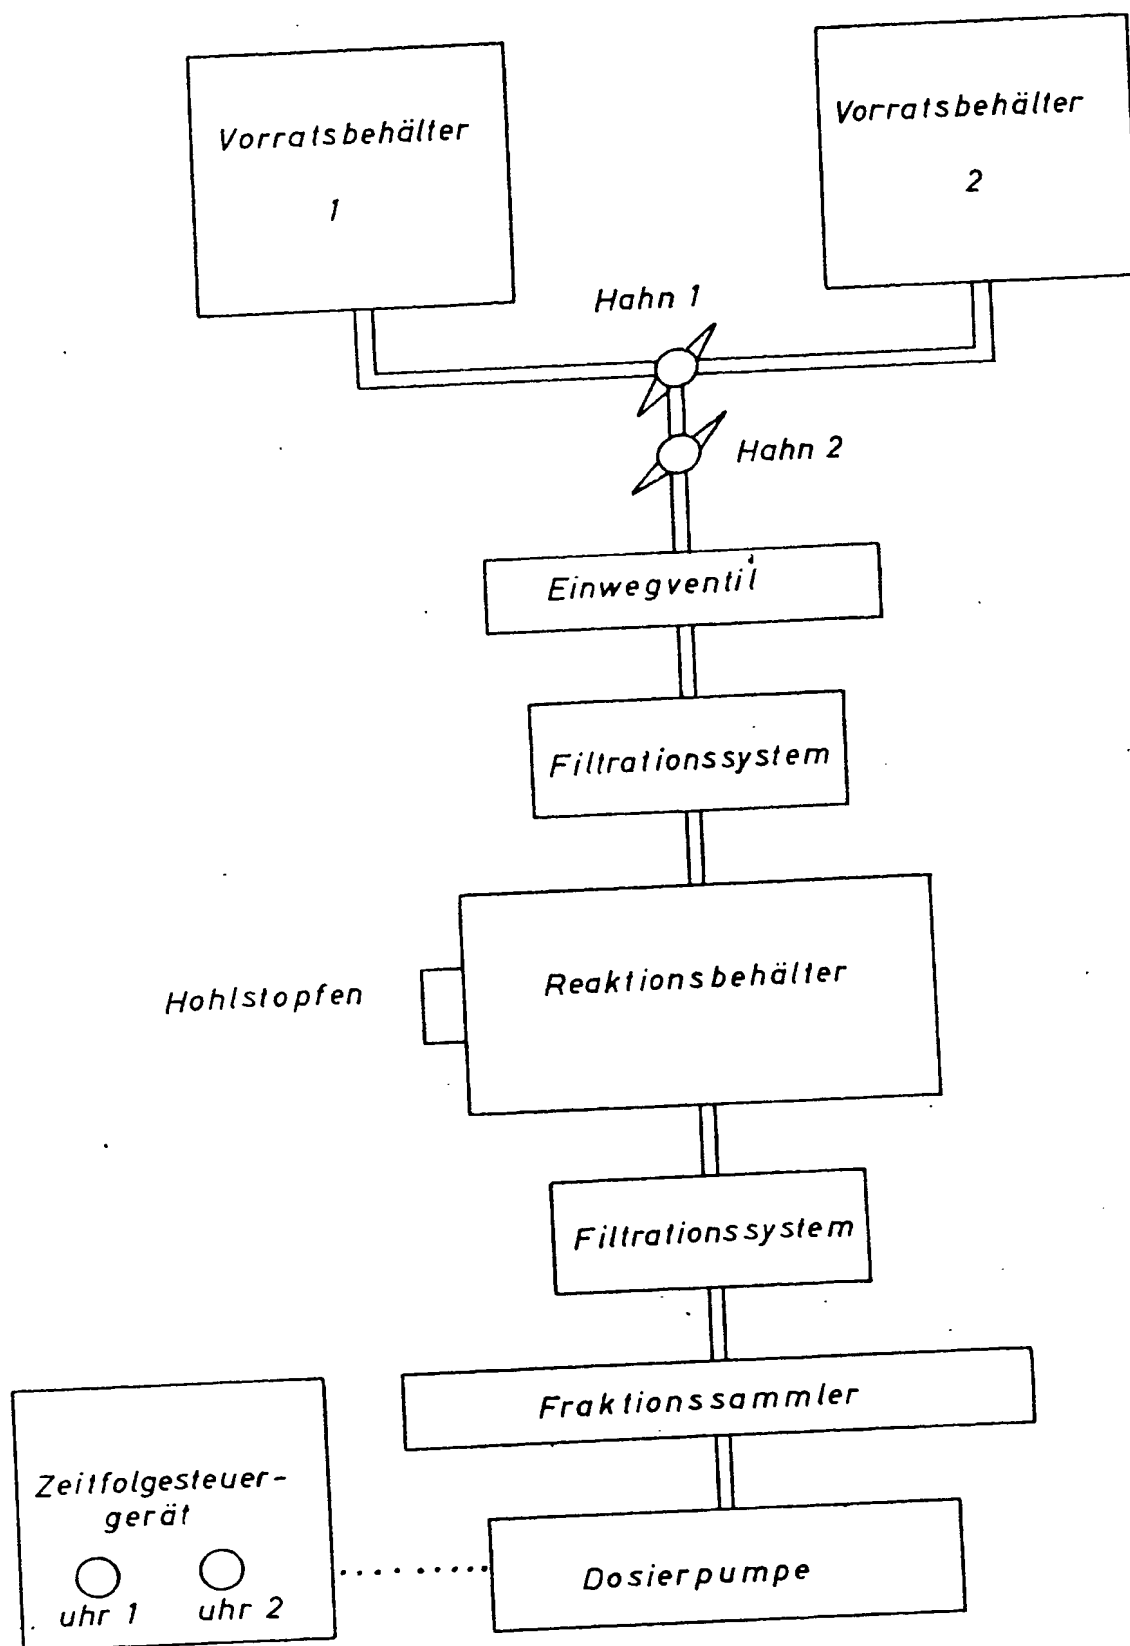 Vorratsbehälter
1
Vorratsbehälter
2
Hahn 1
Hahn 2
Einwegventil
Filtrationssystem
Reaktionsbehälter
Hohlstopfen
Filtrationssystem
Fraktionssammler
Zeitfolgesteuer-
gerät
uhr 1 uhr 2
Dosierpumpe